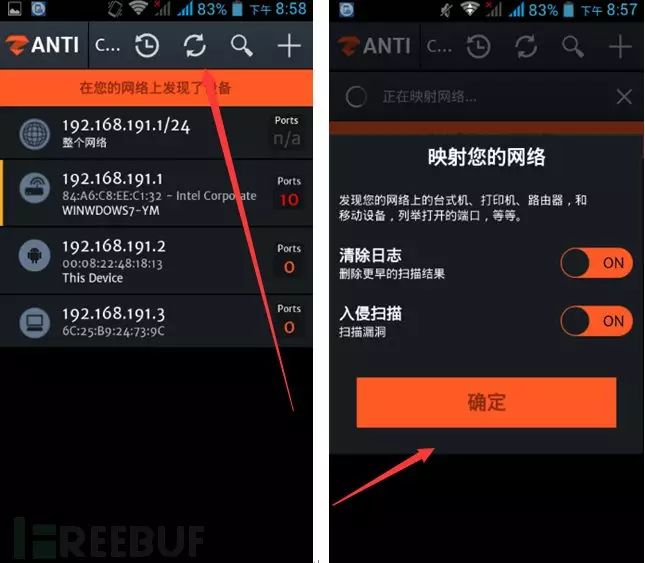 83% 下午 8:58
ANTI C...
在您的网络上发现了设备
192.168.191.1/24
整个网络
Ports
n/a
192.168.191.1
84:A6:C8:EE:C1:32 - Intel Corporate
WINWDOWS7-YM
Ports
10
192.168.191.2
00:08:22:48:18:13
This Device
Ports
0
192.168.191.3
6C:25:B9:24:73:9C
Ports
0
REEBUF
83% 下午 8:57
ANTI C...
正在映射网络...
映射您的网络
发现您的网络上的台式机、打印机、路由器，和
移动设备，列举打开的端口，等等。
清除日志
删除更早的扫描结果
ON
入侵扫描
扫描漏洞
ON
确定